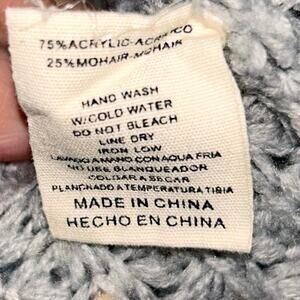 75% ACRYLIC-ACRILICO
25% MOHAIR-MOHAIR
HAND WASH
W/COLD WATER
DO NOT BLEACH
LINE DRY
IRON LOW
LAVADO A MANO CON AQUA FRIA
NO USE BLANQUEADOR
COLGAR A SECAR
PLANCHADO A TEMPERATURA TIBIA
MADE IN CHINA
HECHO EN CHINA